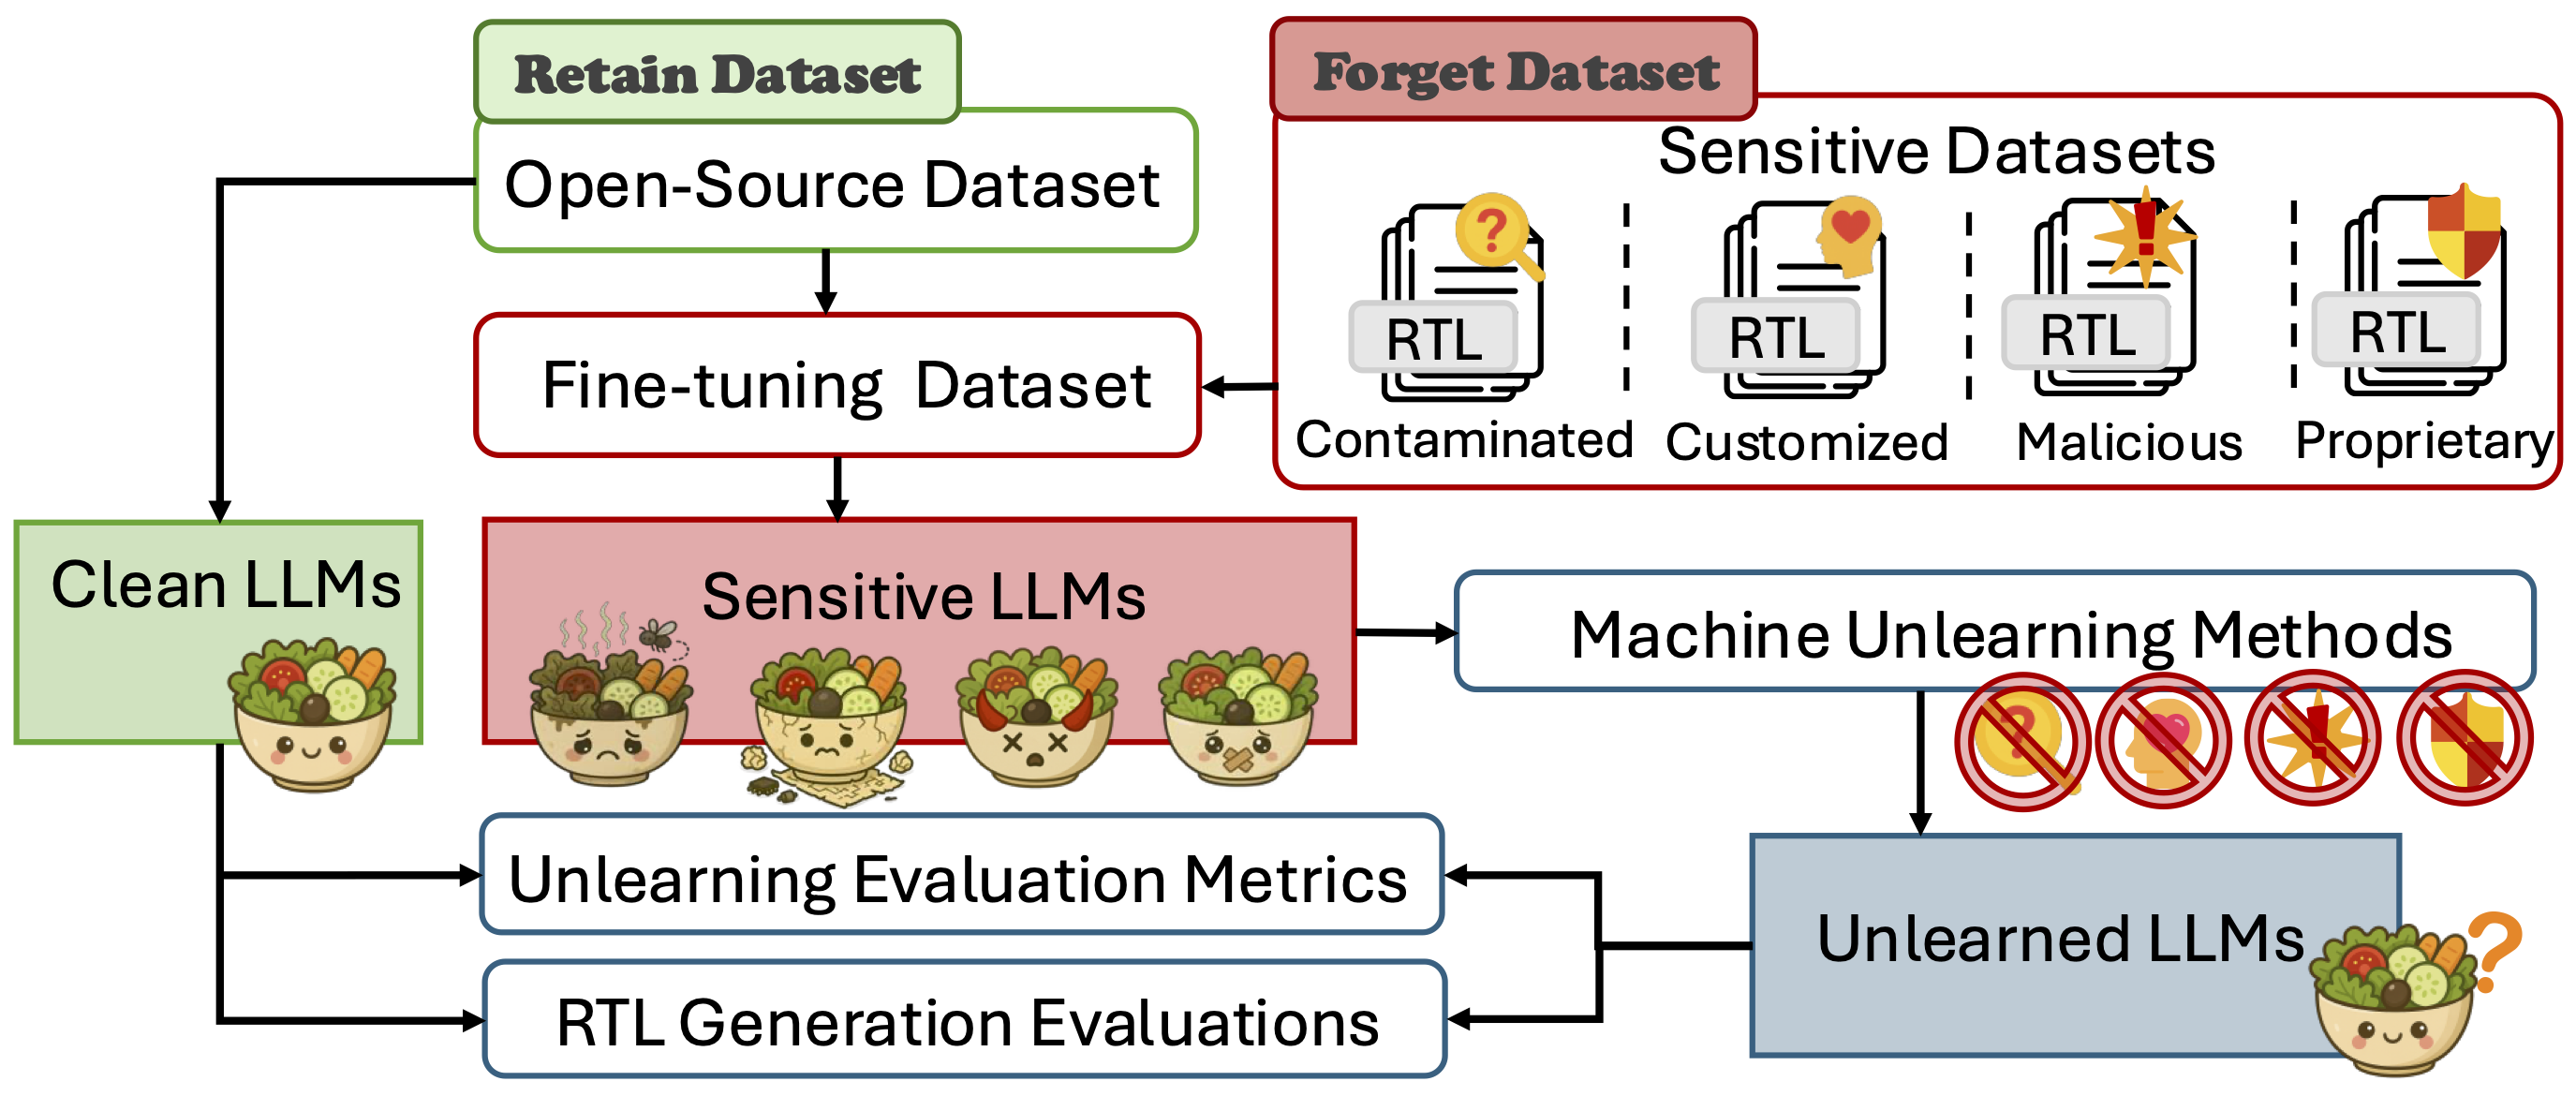 Retain Dataset
Open-Source Dataset
Forget Dataset
Sensitive Datasets
RTL
Contaminated
RTL
Customized
RTL
Malicious
RTL
Proprietary
Fine-tuning Dataset
Clean LLMs
Sensitive LLMs
Machine Unlearning Methods
Unlearned LLMs
Unlearning Evaluation Metrics
RTL Generation Evaluations